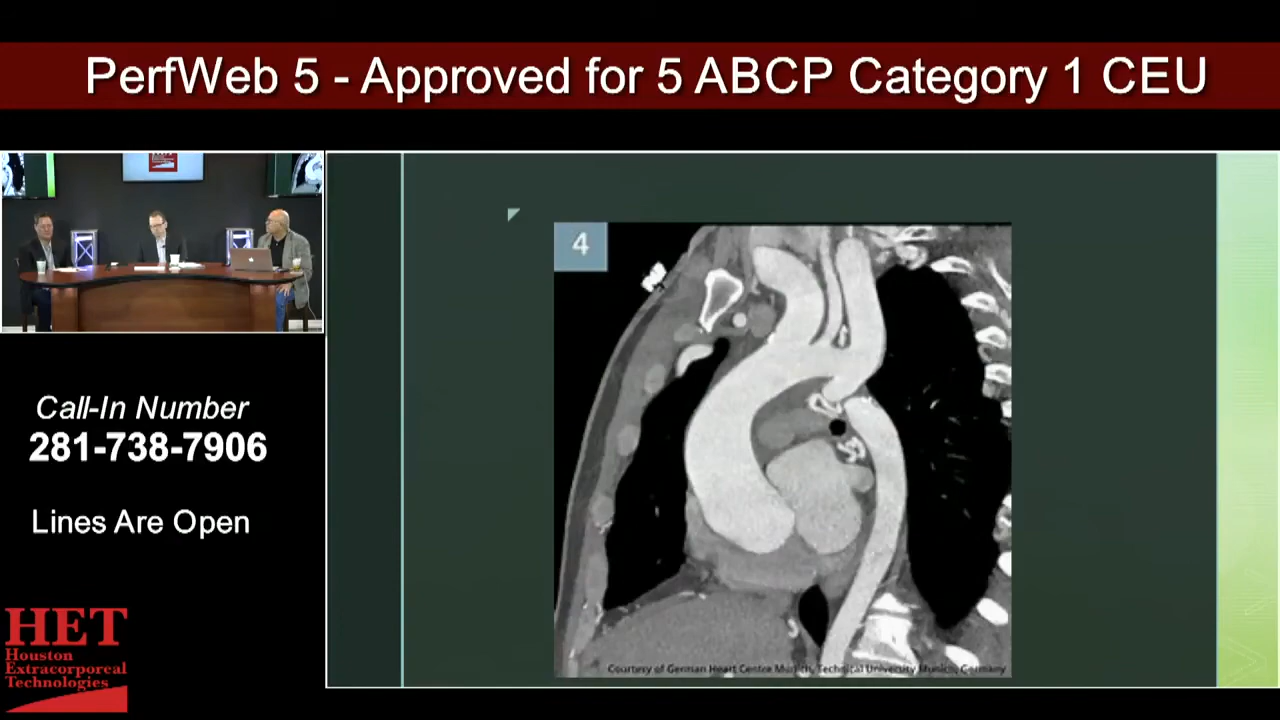 PerfWeb 5 - Approved for 5 ABCP Category 1 CEU
4
Call-In Number
281-738-7906
Lines Are Open
HET
Houston
Extracorporeal
Technologies
Courtesy of German Heart Centre Munich, Technical University Munich, Germany